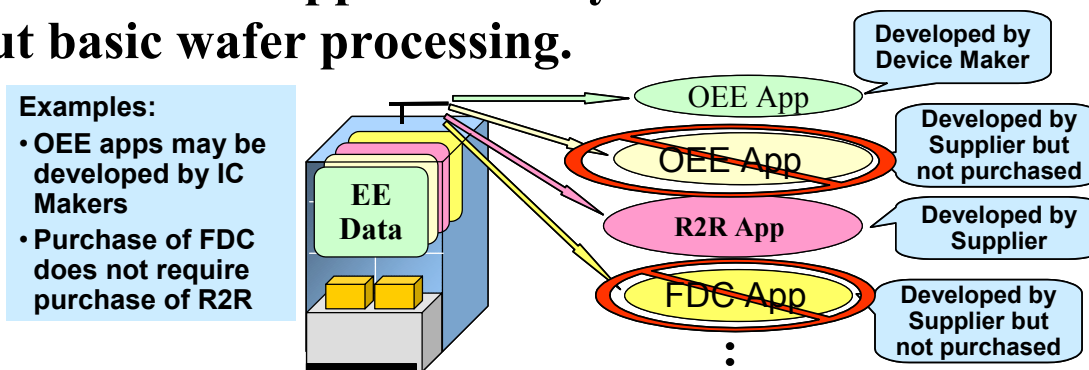 ut basic wafer processing.
Examples:
• OEE apps may be
developed by IC
Makers
• Purchase of FDC
does not require
purchase of R2R
EE
Data
OEE App
OEE App
R2R App
FDC App
Developed by
Device Maker
Developed by
Supplier but
not purchased
Developed by
Supplier
Developed by
Supplier but
not purchased